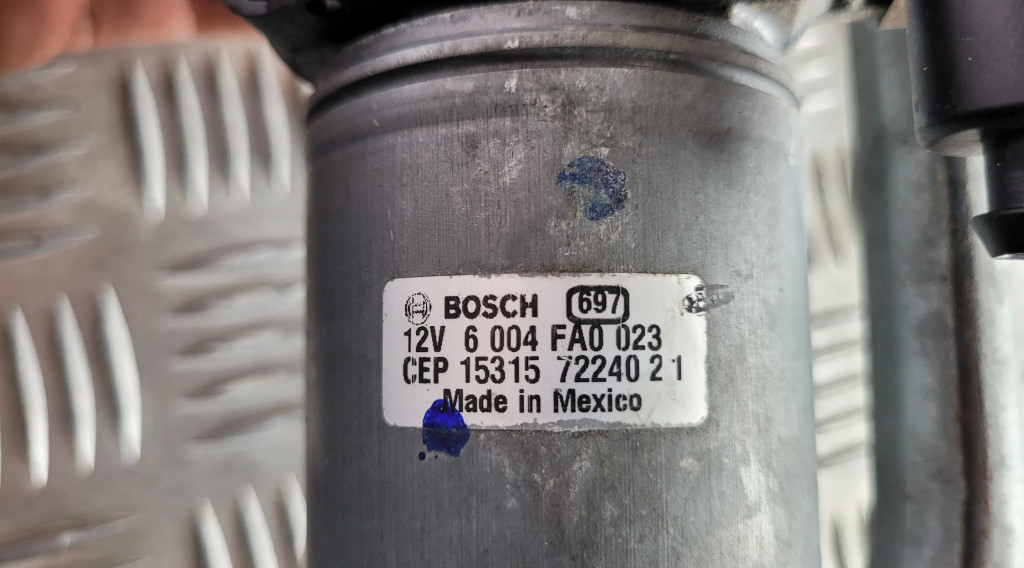 BOSCH 697
12V 6 004 FA0 023
CEP 15315 72240 2 1
Made in Mexico